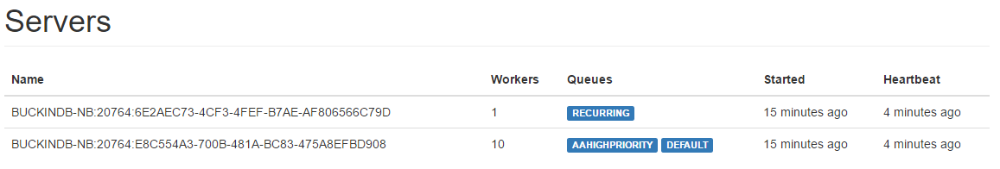 Servers
Name Workers Queues Started Heartbeat
BUCKINDB-NB:20764:6E2AEC73-4CF3-4FEF-B7AE-AF806566C79D 1 RECURRING 15 minutes ago 4 minutes ago
BUCKINDB-NB:20764:E8C554A3-700B-481A-BC83-475A8EFBD908 10 AAHIGHPRIORITY DEFAULT 15 minutes ago 4 minutes ago